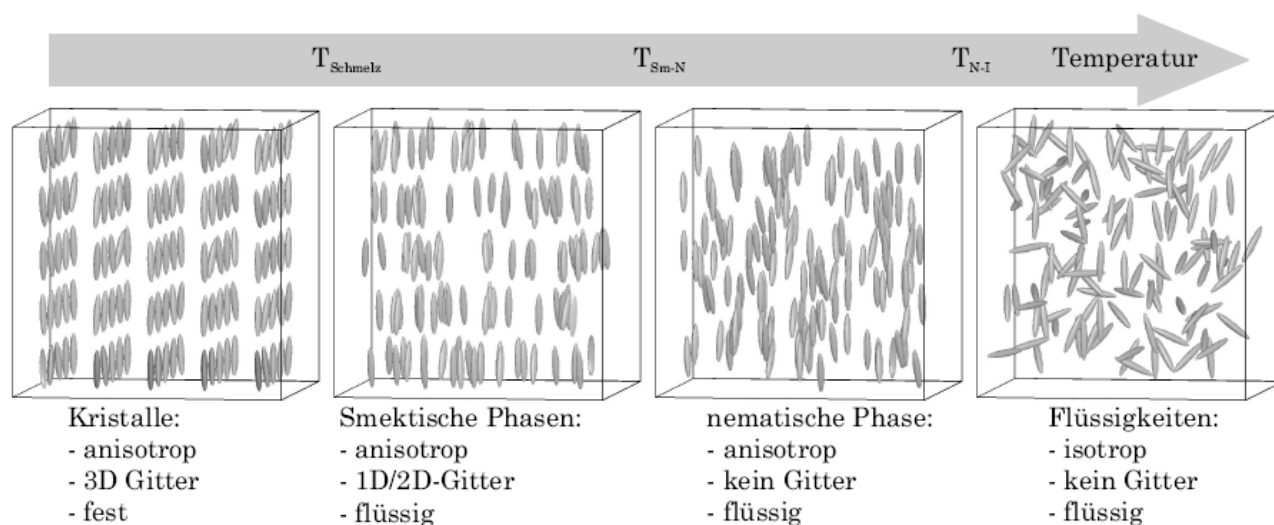 T_Schmelz T_Sm-N T_N-I Temperatur
Kristalle:
- anisotrop
- 3D Gitter
- fest
Smektische Phasen:
- anisotrop
- 1D/2D-Gitter
- flüssig
nematische Phase:
- anisotrop
- kein Gitter
- flüssig
Flüssigkeiten:
- isotrop
- kein Gitter
- flüssig